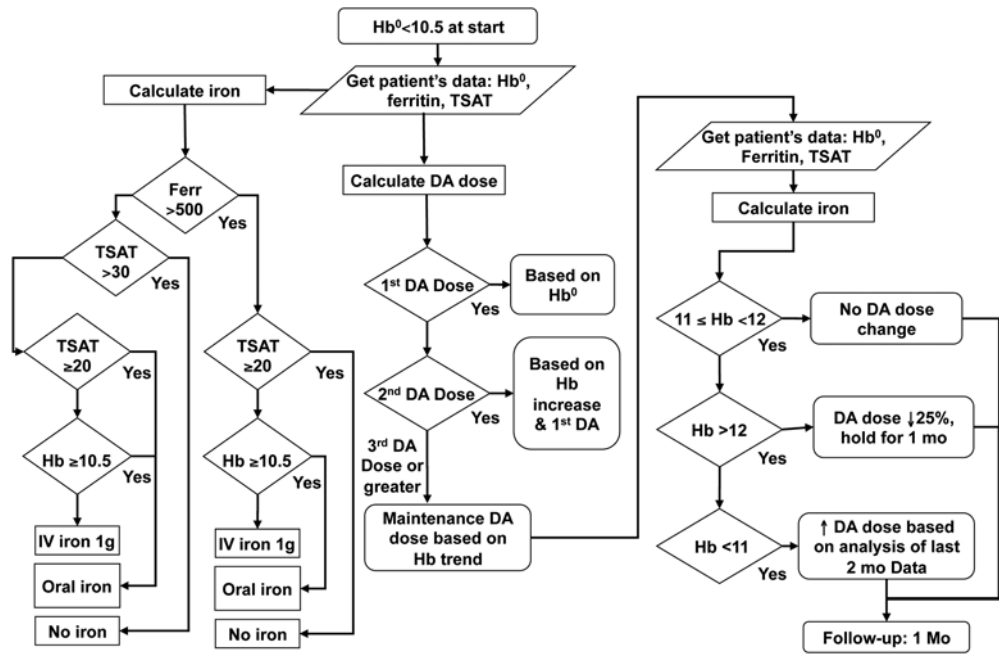 Hb⁰<10.5 at start
Get patient's data: Hb⁰,
ferritin, TSAT
Calculate iron
Ferr
>500
Yes
TSAT
>30
Yes
TSAT
≥20
Yes
Hb ≥10.5
Yes
IV iron 1g
Oral iron
No iron
TSAT
≥20
Yes
Hb ≥10.5
Yes
IV iron 1g
Oral iron
No iron
Calculate DA dose
1st DA Dose
Yes
Based on
Hb⁰
2nd DA Dose
Yes
Based on
Hb
increase
& 1st DA
3rd DA
Dose or
greater
Maintenance DA
dose based on
Hb trend
Get patient's data: Hb⁰,
Ferritin, TSAT
Calculate iron
11 ≤ Hb <12
Yes
No DA dose
change
Hb >12
Yes
DA dose ↓25%,
hold for 1 mo
Hb <11
Yes
↑ DA dose based
on analysis of last
2 mo Data
Follow-up: 1 Mo